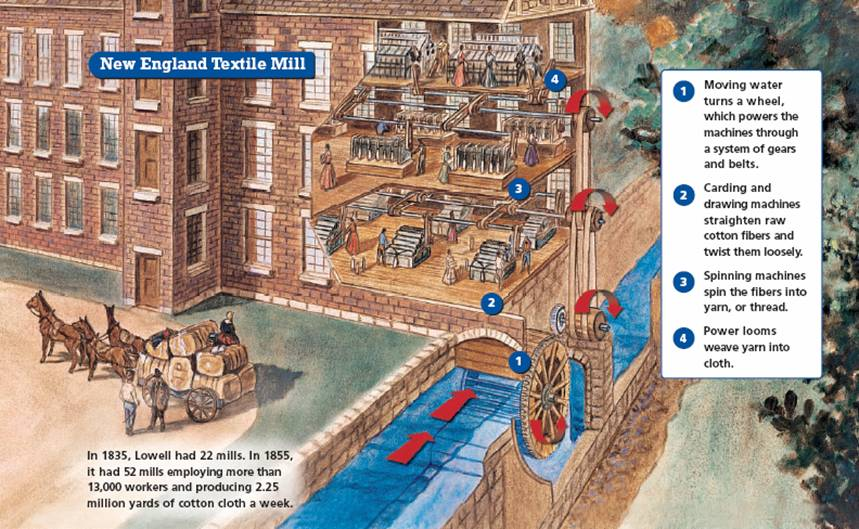 New England Textile Mill
4
3
2
1
1 Moving water
turns a wheel,
which powers the
machines through
a system of gears
and belts.
2 Carding and
drawing machines
straighten raw
cotton fibers and
twist them loosely.
3 Spinning machines
spin the fibers into
yarn, or thread.
4 Power looms
weave yarn into
cloth.
In 1835, Lowell had 22 mills. In 1855,
it had 52 mills employing more than
13,000 workers and producing 2.25
million yards of cotton cloth a week.